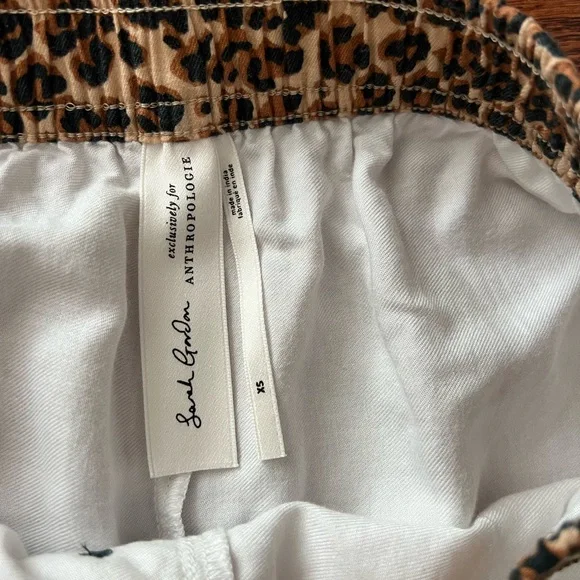 exclusively for
ANTHROPOLOGIE
Sarah Gordon
made in india
fabriqué en inde
XS